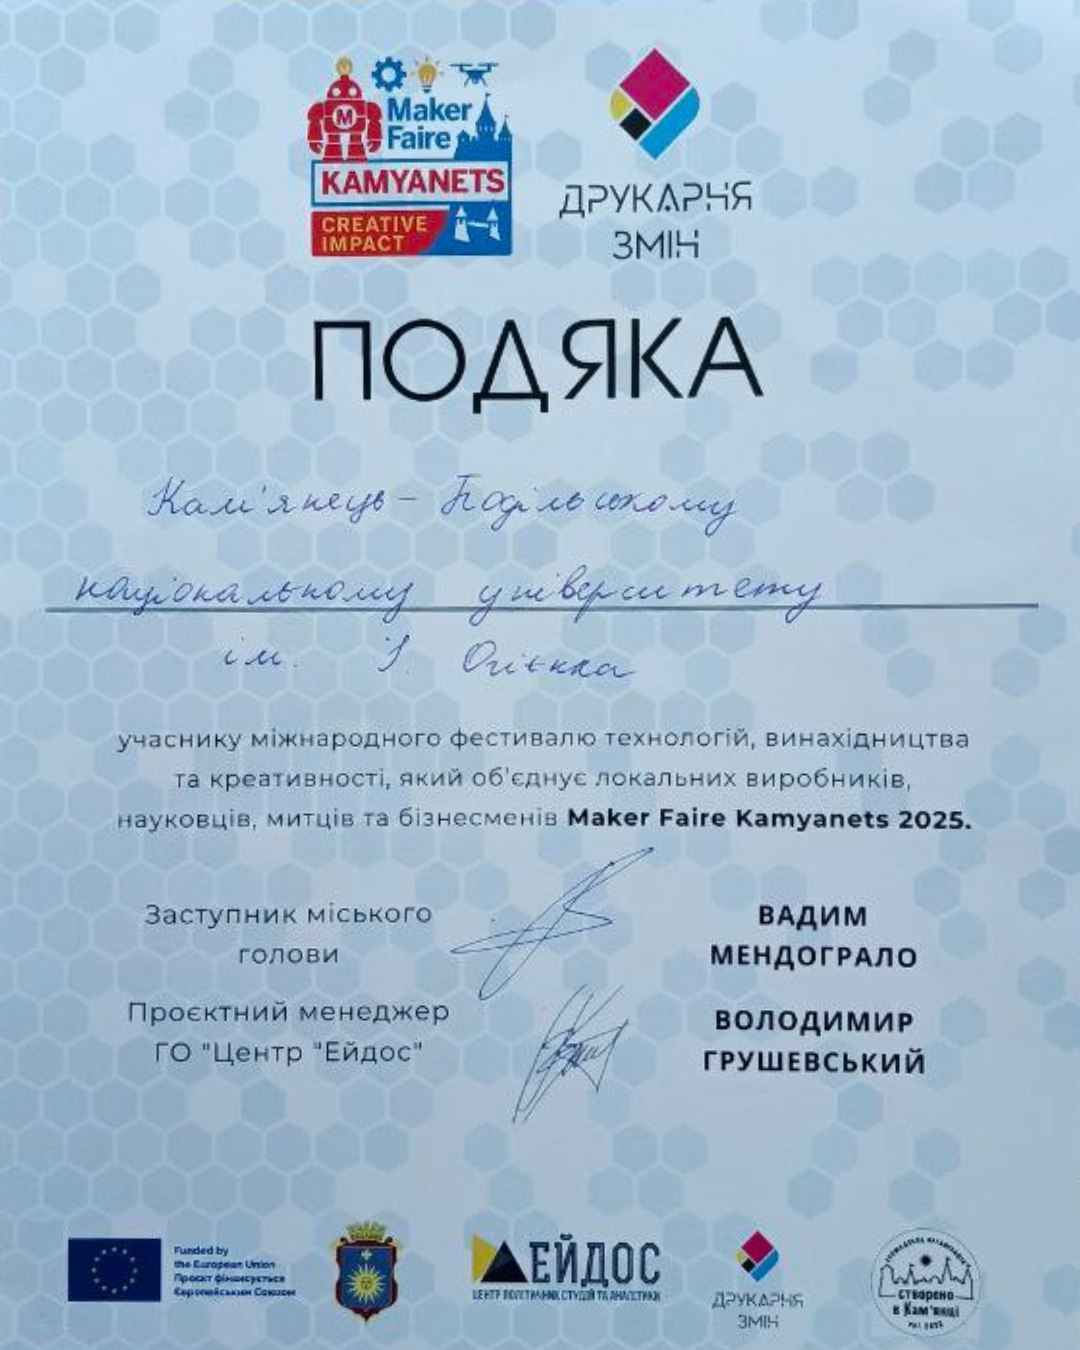 Maker
Faire
KAMYANETS
CREATIVE
IMPACT
ДРУКАРНЯ
ЗМІН
ПОДЯКА
Кам'янець-Подільському
національному університету
ім. І. Огієнка
учаснику міжнародного фестивалю технологій, винахідництва
та креативності, який об'єднує локальних виробників,
науковців, митців та бізнесменів Maker Faire Kamyanets 2025.
Заступник міського
голови
ВАДИМ
МЕНДОГРАЛО
Проєктний менеджер
ГО "Центр "Ейдос"
ВОЛОДИМИР
ГРУШЕВСЬКИЙ
Funded by
the European Union
Проєкт фінансується
Європейським Союзом
ЕЙДОС
ЦЕНТР ПОЛІТИЧНИХ СТУДІЙ ТА АНАЛІТИКИ
ДРУКАРНЯ
ЗМІН
створено
в Кам'янці